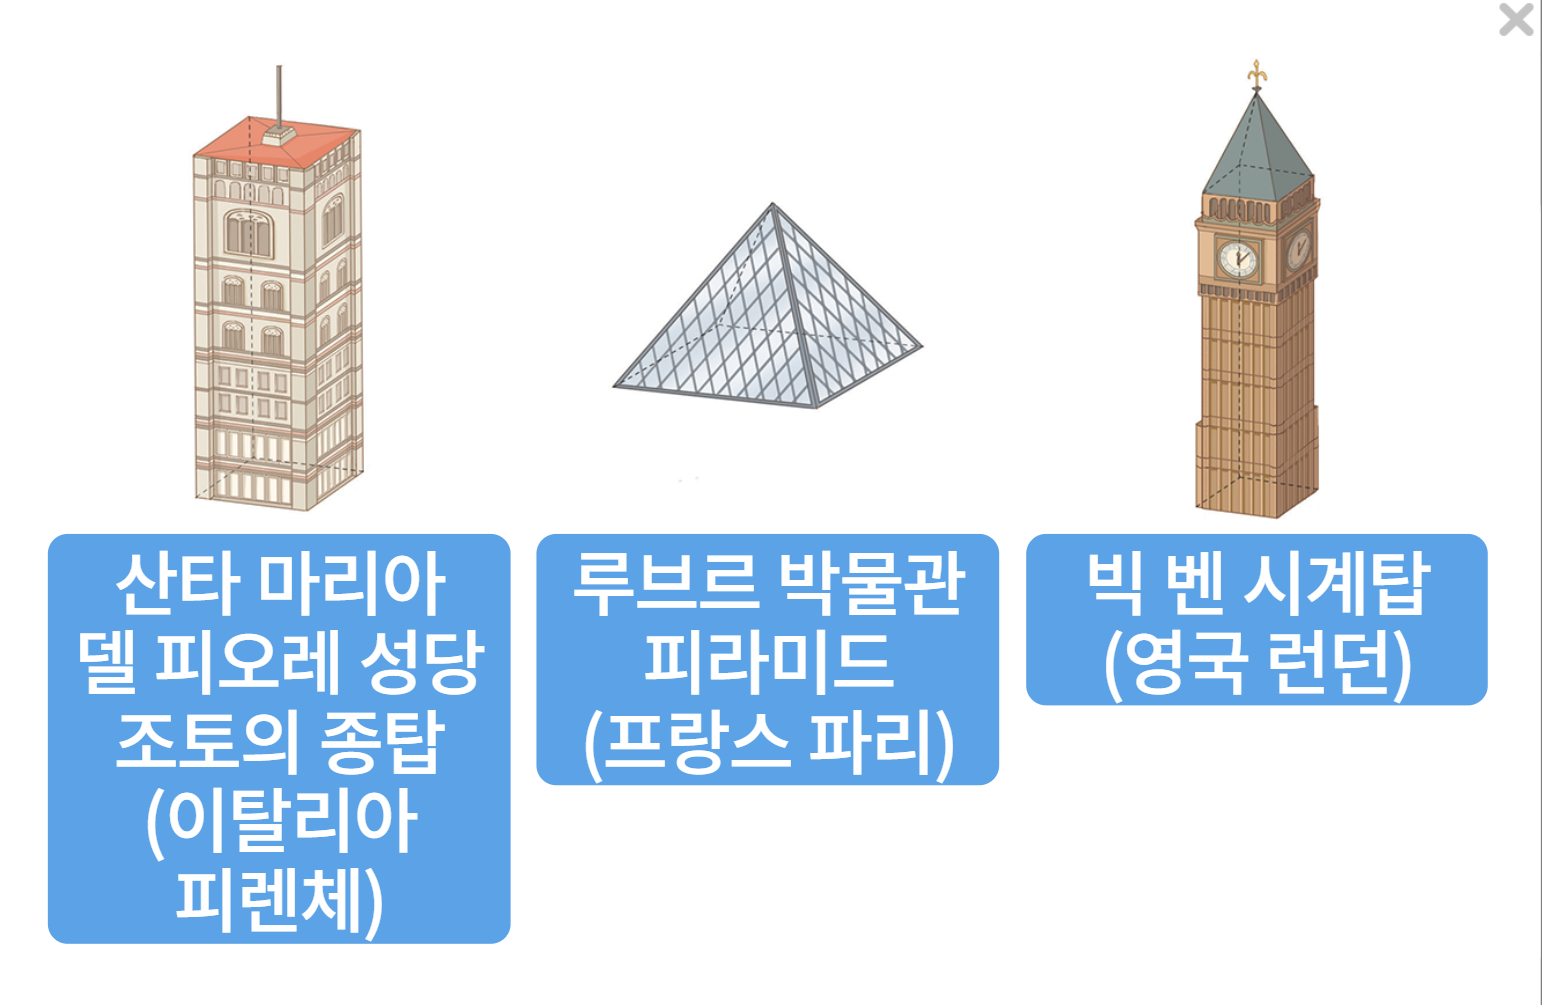 산타 마리아
델 피오레 성당
조토의 종탑
(이탈리아
피렌체)
루브르 박물관
피라미드
(프랑스 파리)
빅 벤 시계탑
(영국 런던)